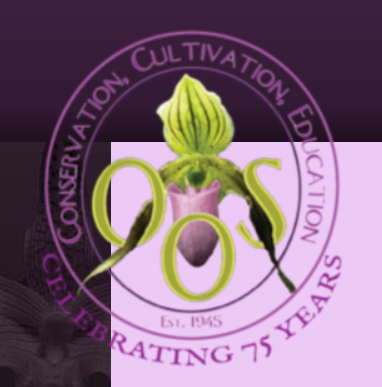 CONSERVATION, CULTIVATION, EDUCATION
OOS
EST. 1945
CELEBRATING 75 YEARS